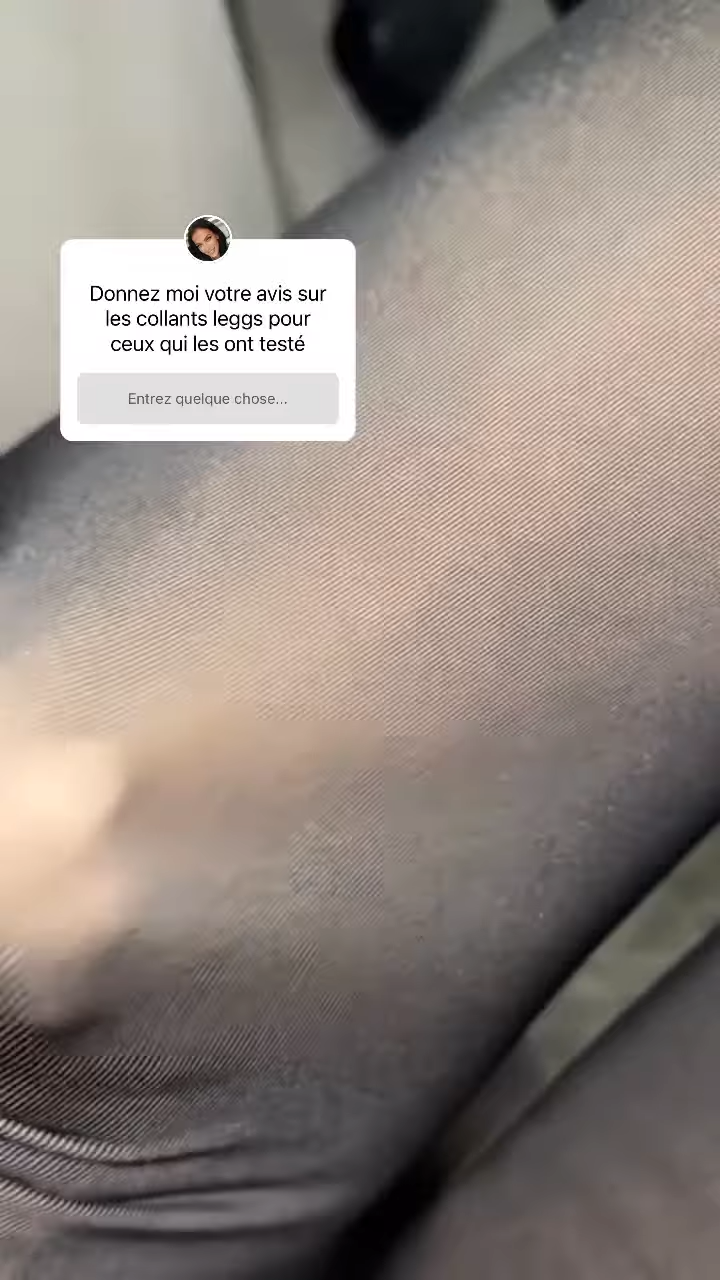 Donnez moi votre avis sur
les collants leggs pour
ceux qui les ont testé
Entrez quelque chose...